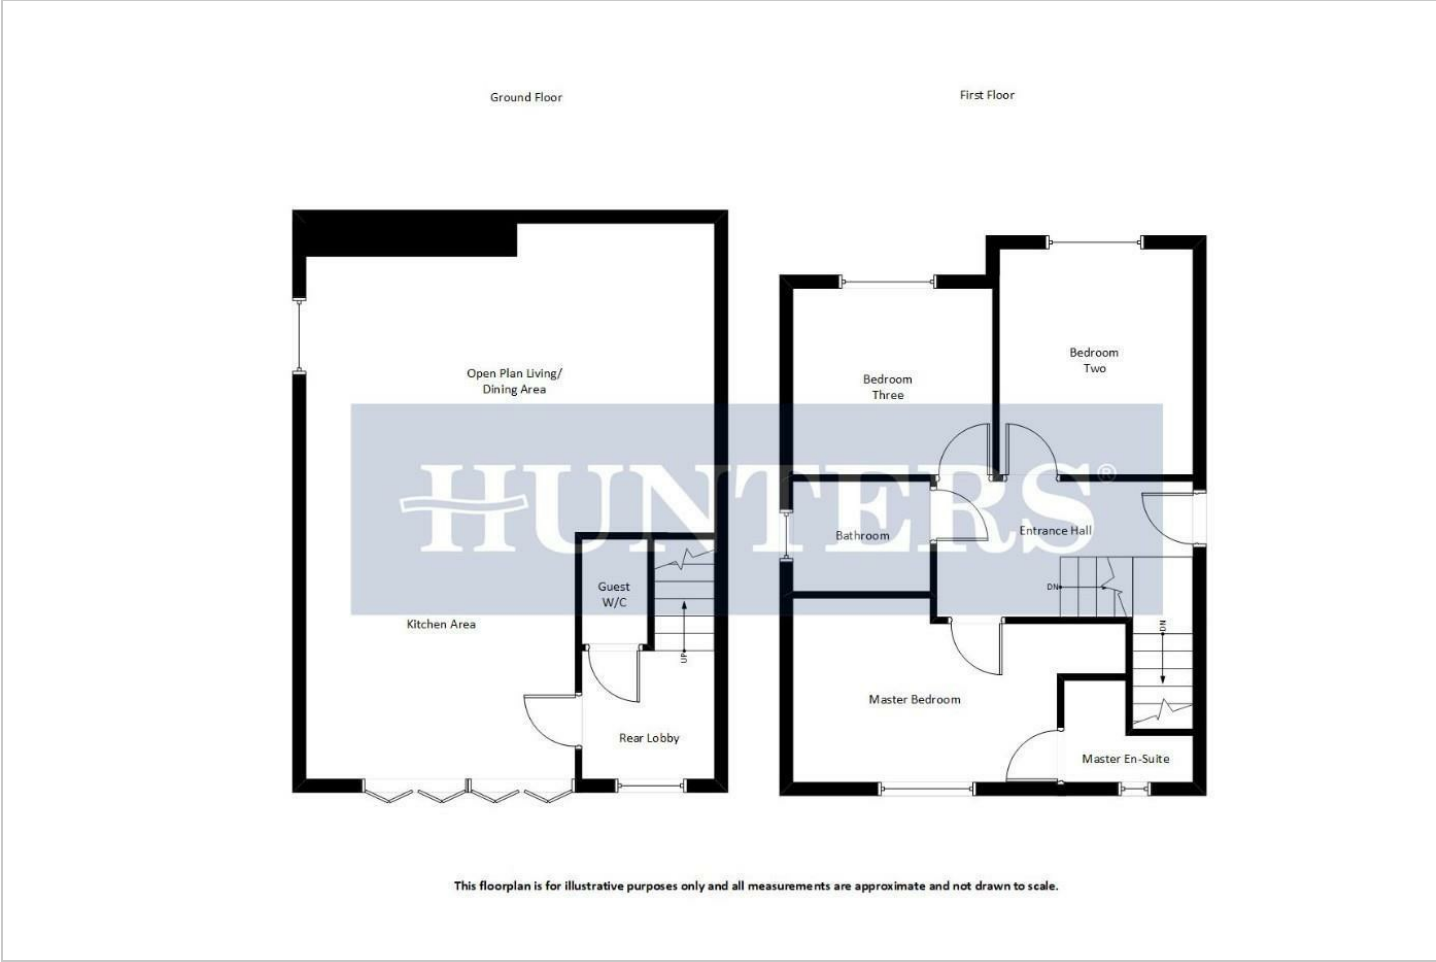 Ground Floor
First Floor
Open Plan Living/
Dining Area
Kitchen Area
Guest
W/C
UP
Rear Lobby
Bedroom
Three
Bedroom
Two
Bathroom
Entrance Hall
DN
DN
Master Bedroom
Master En-Suite
HUNTERS®
This floorplan is for illustrative purposes only and all measurements are approximate and not drawn to scale.